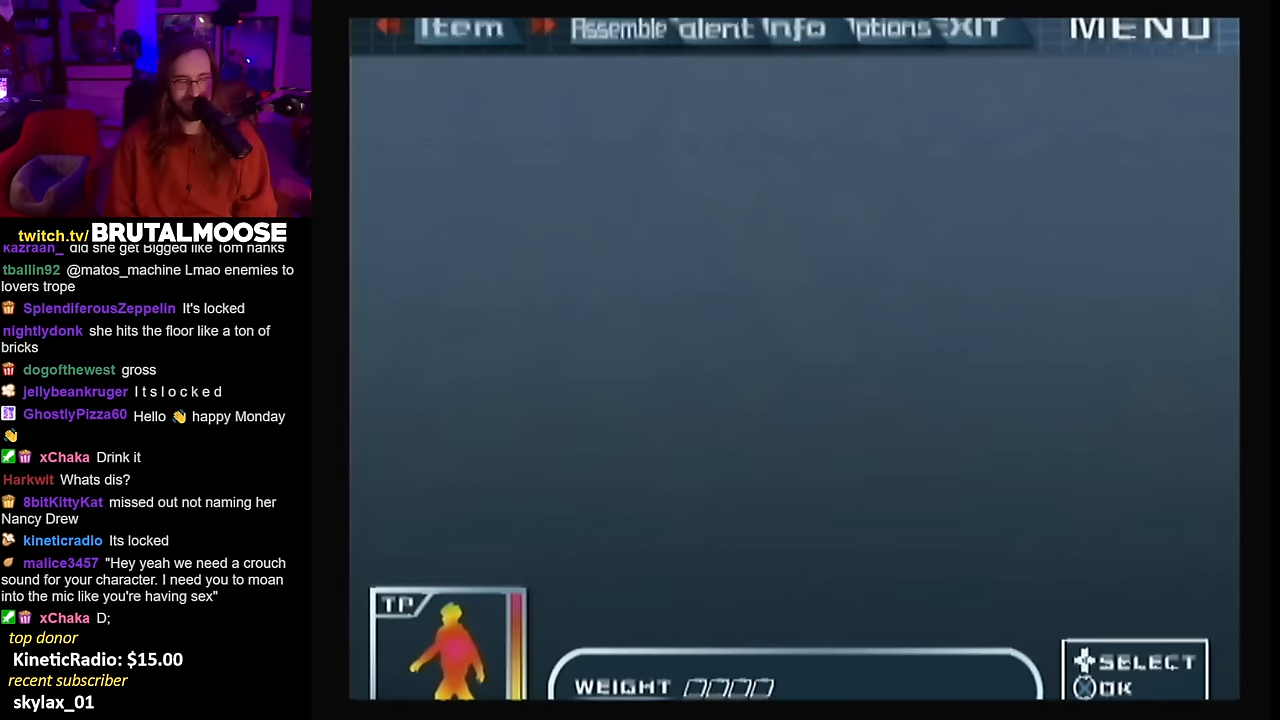 Item Assemble alent Info ptions EXIT MENU
twitch.tv/BRUTALMOOSE
kazraan_ did she get Bigged like Tom hanks
tballin92 @matos_machine Lmao enemies to
lovers trope
SplendiferousZeppelin It's locked
nightlydonk she hits the floor like a ton of
bricks
dogofthewest gross
jellybeankruger I t s l o c k e d
GhostlyPizza60 Hello 👋 happy Monday
👋
xChaka Drink it
Harkwit Whats dis?
8bitKittyKat missed out not naming her
Nancy Drew
kineticradio Its locked
malice3457 "Hey yeah we need a crouch
sound for your character. I need you to moan
into the mic like you're having sex"
xChaka D;
top donor
KineticRadio: $15.00
recent subscriber
skylax_01
TP
WEIGHT
SELECT
OK